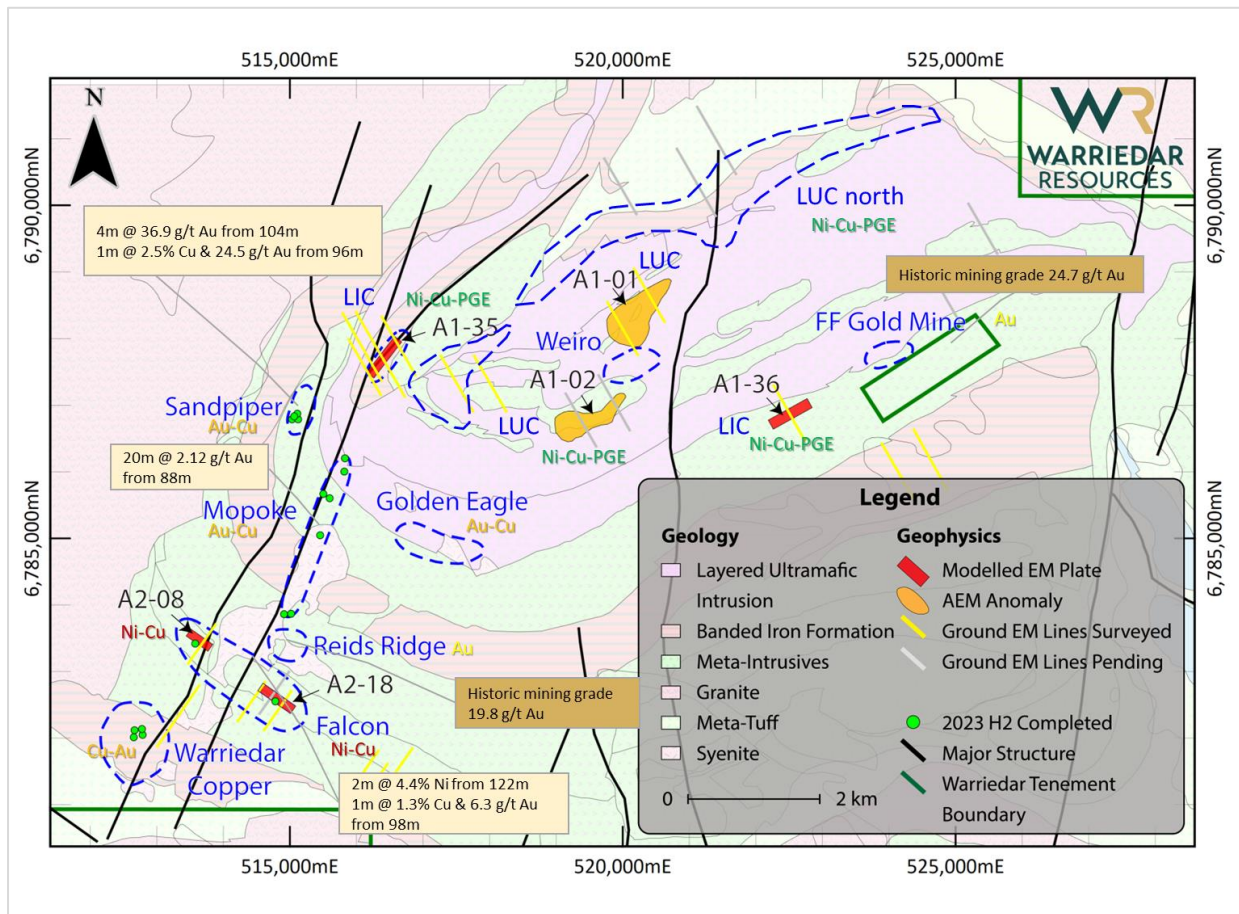 515,000mE
520,000mE
525,000mE
N
WR
WARRIEDAR
RESOURCES
6,790,000mN
6,790,000mN
LUC north
Ni-Cu-PGE
4m @ 36.9 g/t Au from 104m
1m @ 2.5% Cu & 24.5 g/t Au from 96m
LUC
A1-01
Historic mining grade 24.7 g/t Au
LIC
Ni-Cu-PGE
A1-35
Weiro
FF Gold Mine
Au
A1-02
A1-36
Sandpiper
Au-Cu
LUC
LIC
Ni-Cu-PGE
Ni-Cu-PGE
20m @ 2.12 g/t Au
from 88m
Mopoke
Au-Cu
Golden Eagle
Au-Cu
6,785,000mN
6,785,000mN
A2-08
Ni-Cu
Reids Ridge
Au
A2-18
Historic mining grade
19.8 g/t Au
Falcon
Ni-Cu
Cu-Au
Warriedar
Copper
2m @ 4.4% Ni from 122m
1m @ 1.3% Cu & 6.3 g/t Au
from 98m
Legend
Geology
Layered Ultramafic
Intrusion
Banded Iron Formation
Meta-Intrusives
Granite
Meta-Tuff
Syenite
0
2 km
Geophysics
Modelled EM Plate
AEM Anomaly
Ground EM Lines Surveyed
Ground EM Lines Pending
2023 H2 Completed
Major Structure
Warriedar Tenement
Boundary
515,000mE
520,000mE
525,000mE